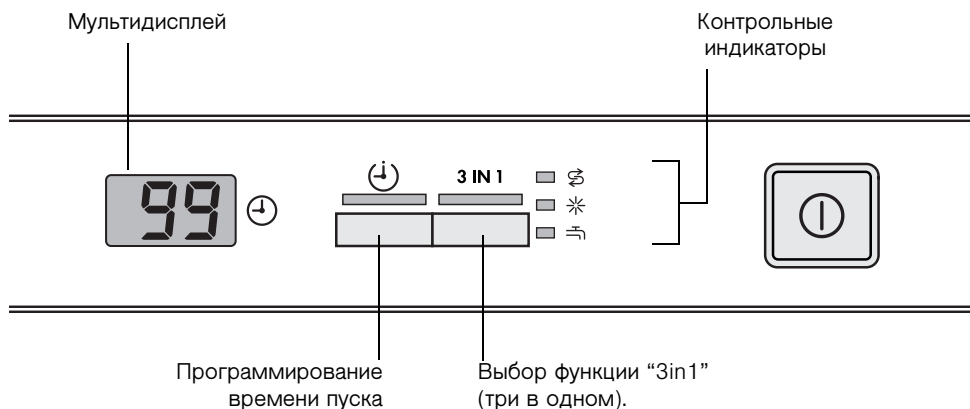 Мультидисплей
Контрольные
индикаторы
99
3 IN 1
Программирование
времени пуска
Выбор функции “3in1”
(три в одном).